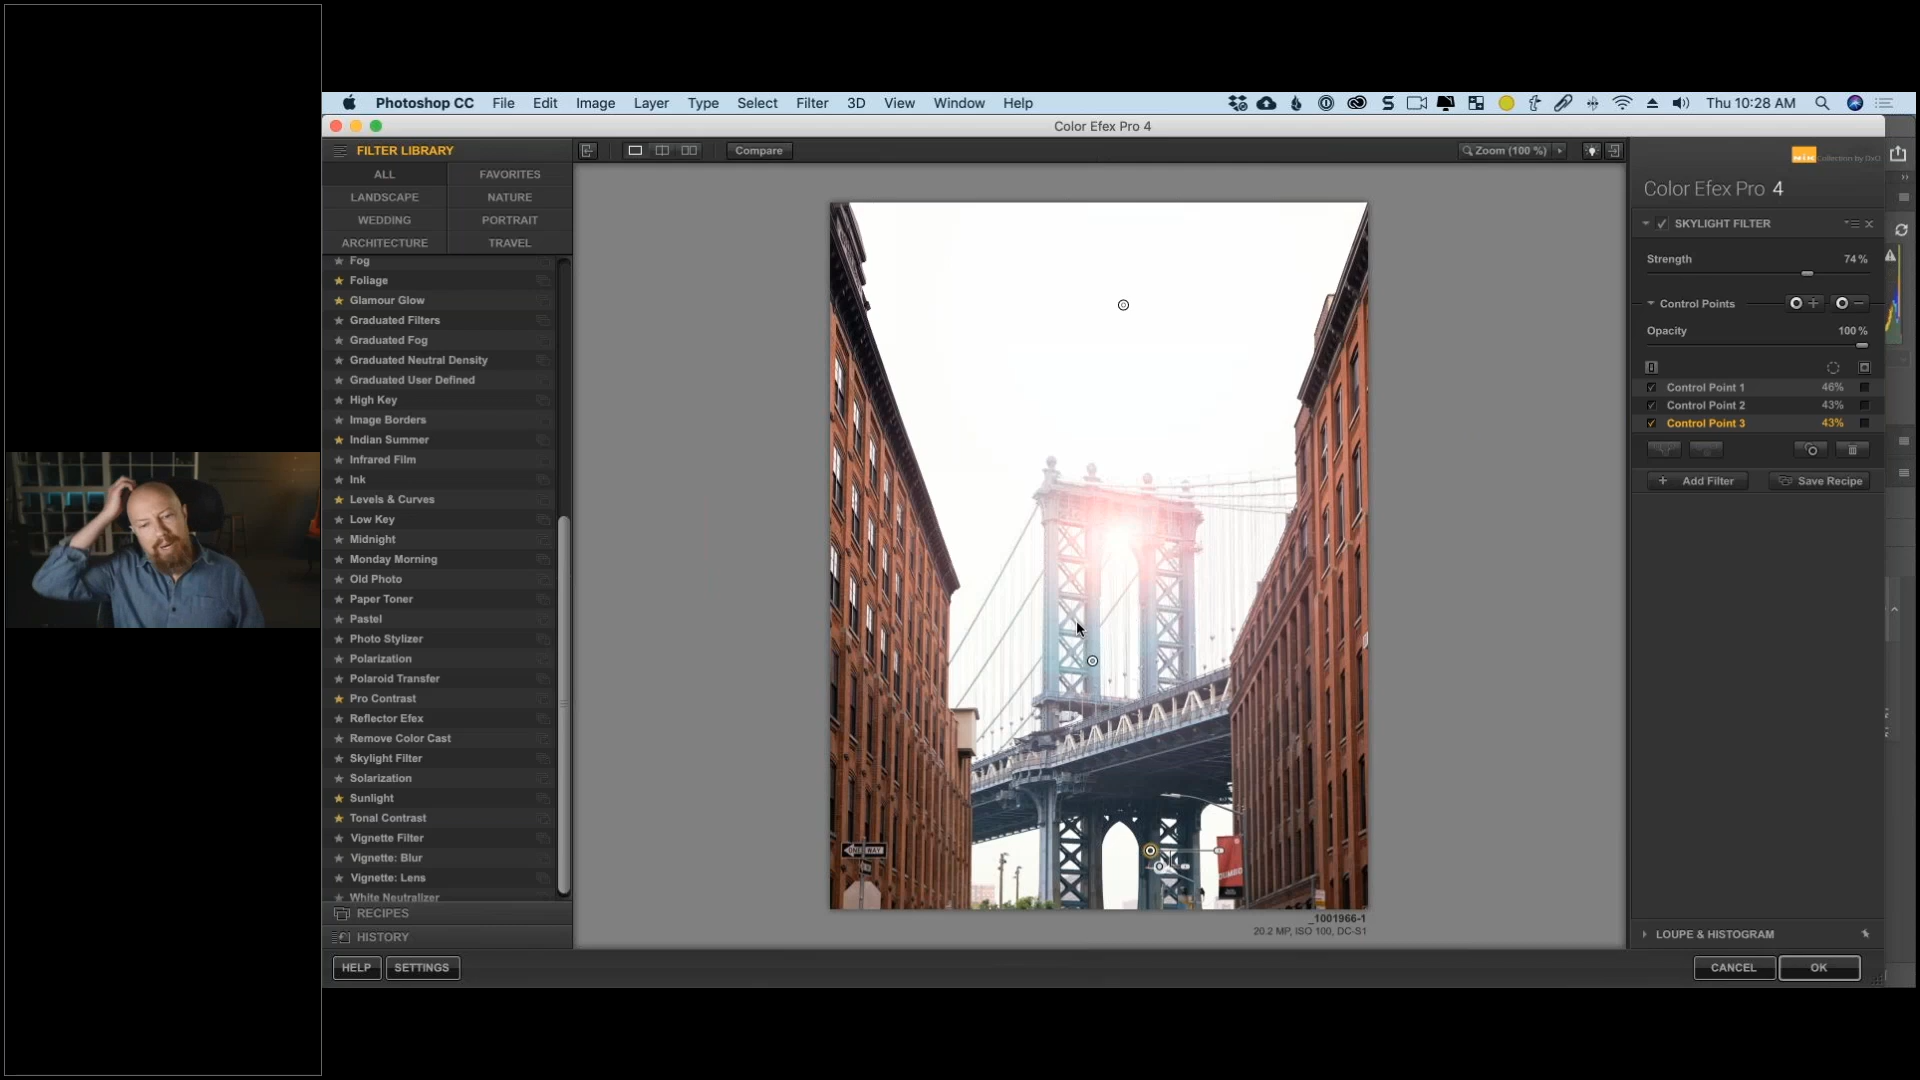 Photoshop CC File Edit Image Layer Type Select Filter 3D View Window Help Thu 10:28 AM
Color Efex Pro 4
FILTER LIBRARY
ALL FAVORITES
LANDSCAPE NATURE
WEDDING PORTRAIT
ARCHITECTURE TRAVEL
Fog
Foliage
Glamour Glow
Graduated Filters
Graduated Fog
Graduated Neutral Density
Graduated User Defined
High Key
Image Borders
Indian Summer
Infrared Film
Ink
Levels & Curves
Low Key
Midnight
Monday Morning
Old Photo
Paper Toner
Pastel
Photo Stylizer
Polarization
Polaroid Transfer
Pro Contrast
Reflector Efex
Remove Color Cast
Skylight Filter
Solarization
Sunlight
Tonal Contrast
Vignette Filter
Vignette: Blur
Vignette: Lens
White Neutralizer
RECIPES
HISTORY
HELP SETTINGS
Compare
Zoom (100 %)
ONE WAY
_1001966-1
20.2 MP, ISO 100, DC-S1
Nik Collection by DxO
Color Efex Pro 4
SKYLIGHT FILTER
Strength 74%
Control Points
Opacity 100%
Control Point 1 46%
Control Point 2 43%
Control Point 3 43%
Add Filter Save Recipe
LOUPE & HISTOGRAM
CANCEL OK